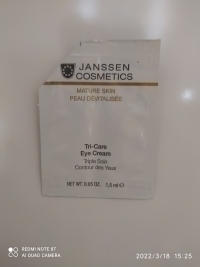 JANSSEN
COSMETICS
MATURE SKIN
PEAU DÉVITALISÉE
Tri-Care
Eye Cream
Triple Soin
Contour des Yeux
NET WT. 0.05 OZ. 1,5 ml ℮
REDMI NOTE 8T
AI QUAD CAMERA
2022/3/18 15:25